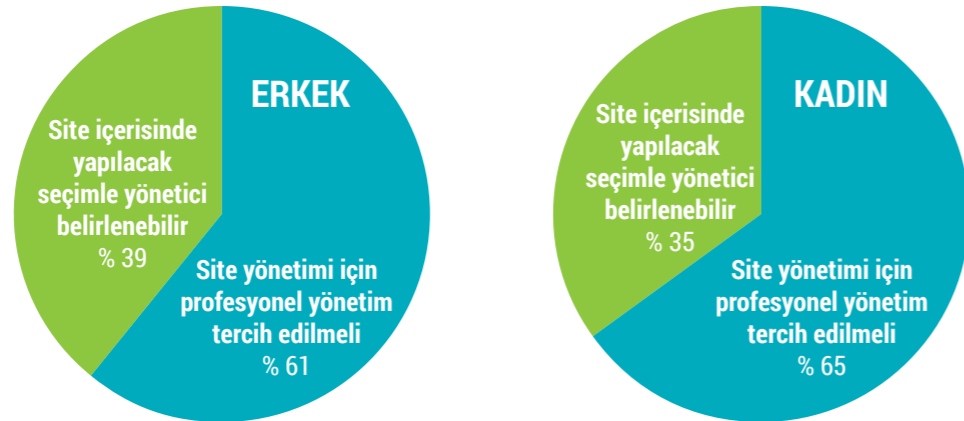 ERKEK
Site içerisinde
yapılacak
seçimle yönetici
belirlenebilir
% 39
Site yönetimi için
profesyonel yönetim
tercih edilmeli
% 61
KADIN
Site içerisinde
yapılacak
seçimle yönetici
belirlenebilir
% 35
Site yönetimi için
profesyonel yönetim
tercih edilmeli
% 65